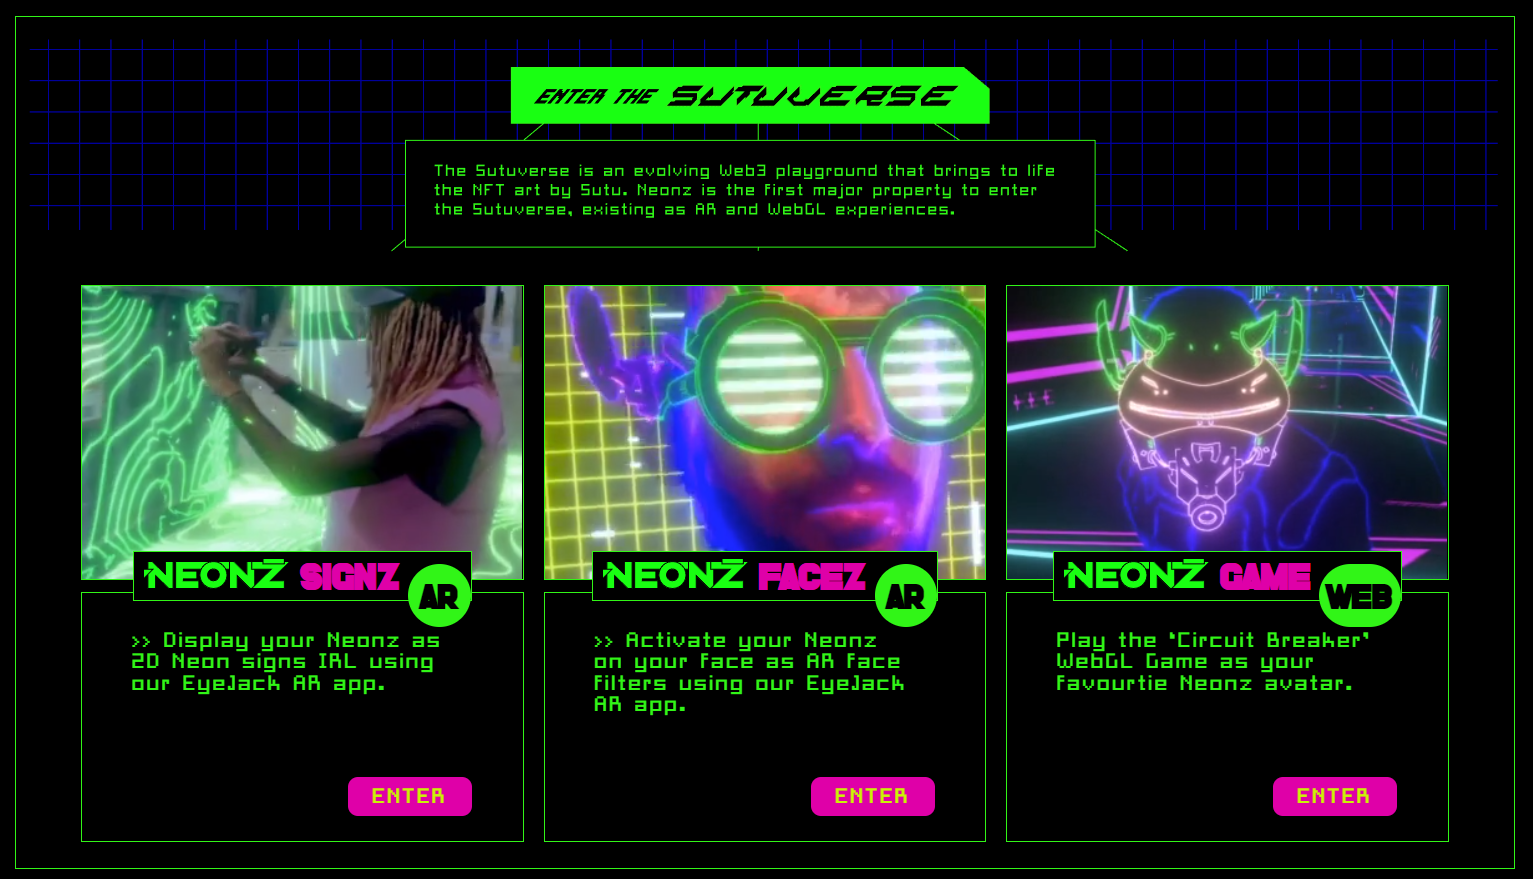 ENTER THE SUTUVERSE
The Sutuverse is an evolving Web3 playground that brings to life
the NFT art by Sutu. Neonz is the first major property to enter
the Sutuverse, existing as AR and WebGL experiences.
NEONZ SIGNZ AR
>> Display your Neonz as
2D Neon signs IRL using
our EyeJack AR app.
ENTER
NEONZ FACEZ AR
>> Activate your Neonz
on your face as AR face
filters using our EyeJack
AR app.
ENTER
NEONZ GAME WEB
Play the 'Circuit Breaker'
WebGL Game as your
favourtie Neonz avatar.
ENTER